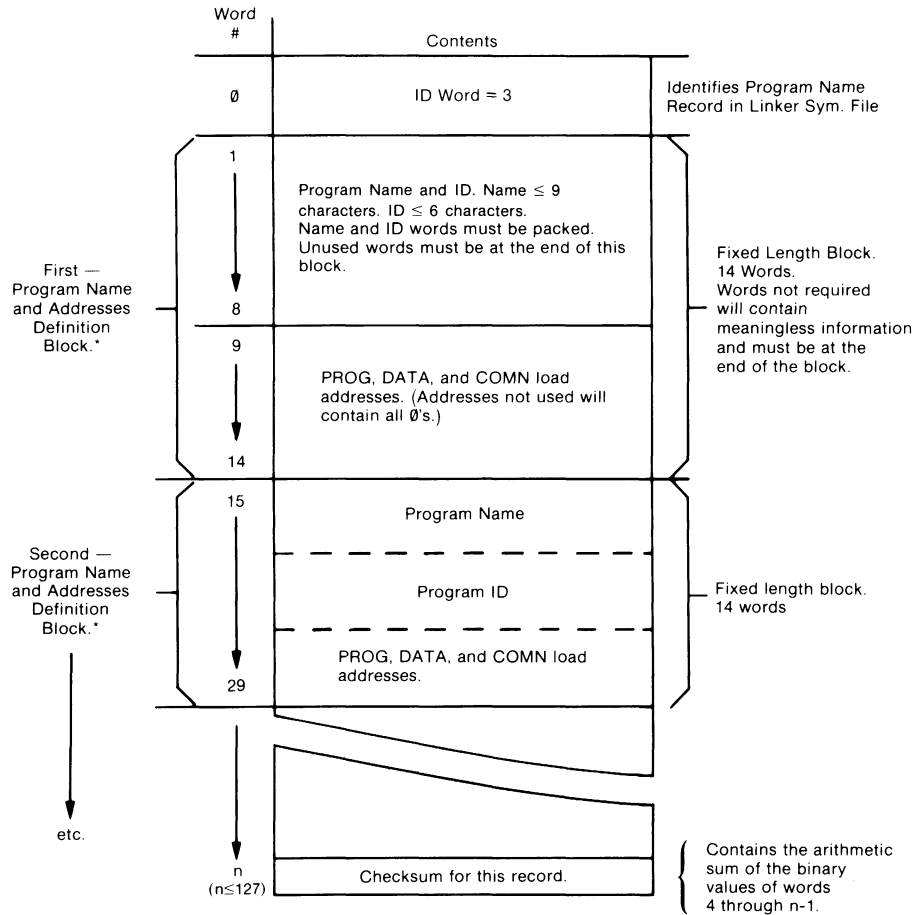 Word
#
Contents
Ø
ID Word = 3
Identifies Program Name
Record in Linker Sym. File
First —
Program Name
and Addresses
Definition
Block.*
1
8
Program Name and ID. Name ≤ 9
characters. ID ≤ 6 characters.
Name and ID words must be packed.
Unused words must be at the end of this
block.
9
14
PROG, DATA, and COMN load
addresses. (Addresses not used will
contain all Ø's.)
Fixed Length Block.
14 Words.
Words not required
will contain
meaningless information
and must be at the
end of the block.
Second —
Program Name
and Addresses
Definition
Block.*
15
29
Program Name
Program ID
PROG, DATA, and COMN load
addresses.
Fixed length block.
14 words
etc.
n
(n≤127)
Checksum for this record.
Contains the arithmetic
sum of the binary
values of words
4 through n-1.